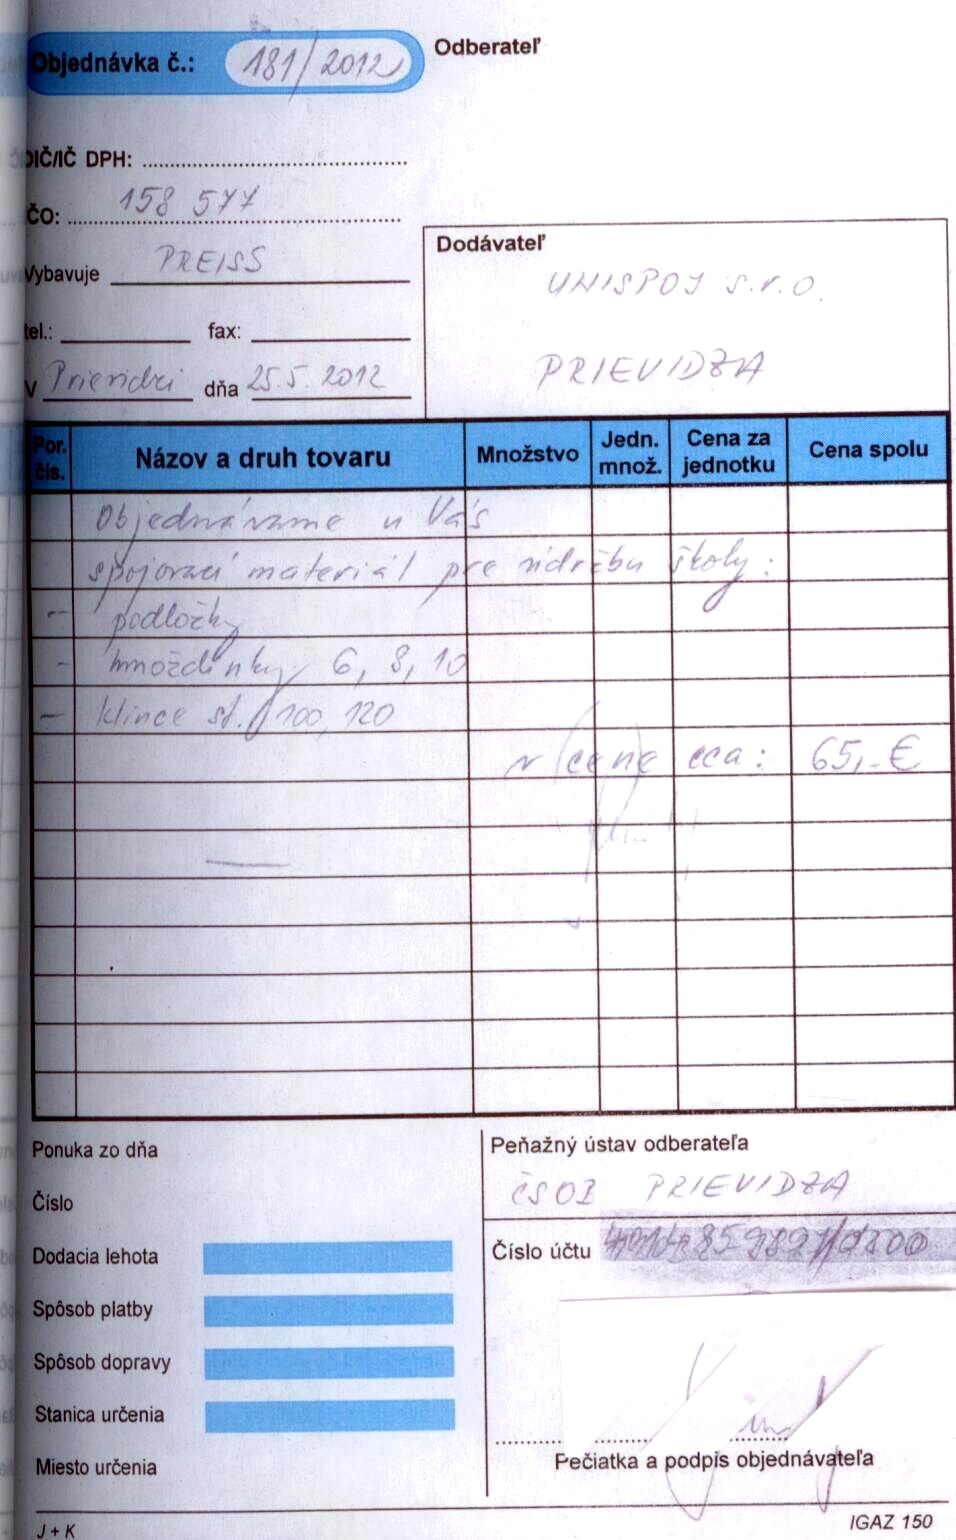 Objednávka č.: 181/2012
Odberateľ
DIČ/IČ DPH:
IČO: 158 577
Vybavuje PREISS
tel.: fax:
V Prievidzi dňa 25.5. 2012
Dodávateľ
UNISPOJ s.r.o.
PRIEVIDZA
Por. čís. Názov a druh tovaru Množstvo Jedn. množ. Cena za jednotku Cena spolu
Objednávame u Vás
spojovací materiál pre údržbu školy:
- podložky
- hmoždinky 6, 8, 10
- klince st. 100, 120
v cene cca: 65,-€
Ponuka zo dňa
Číslo
Dodacia lehota
Spôsob platby
Spôsob dopravy
Stanica určenia
Miesto určenia
Peňažný ústav odberateľa
ČSOB PRIEVIDZA
Číslo účtu
Pečiatka a podpis objednávateľa
J + K
IGAZ 150